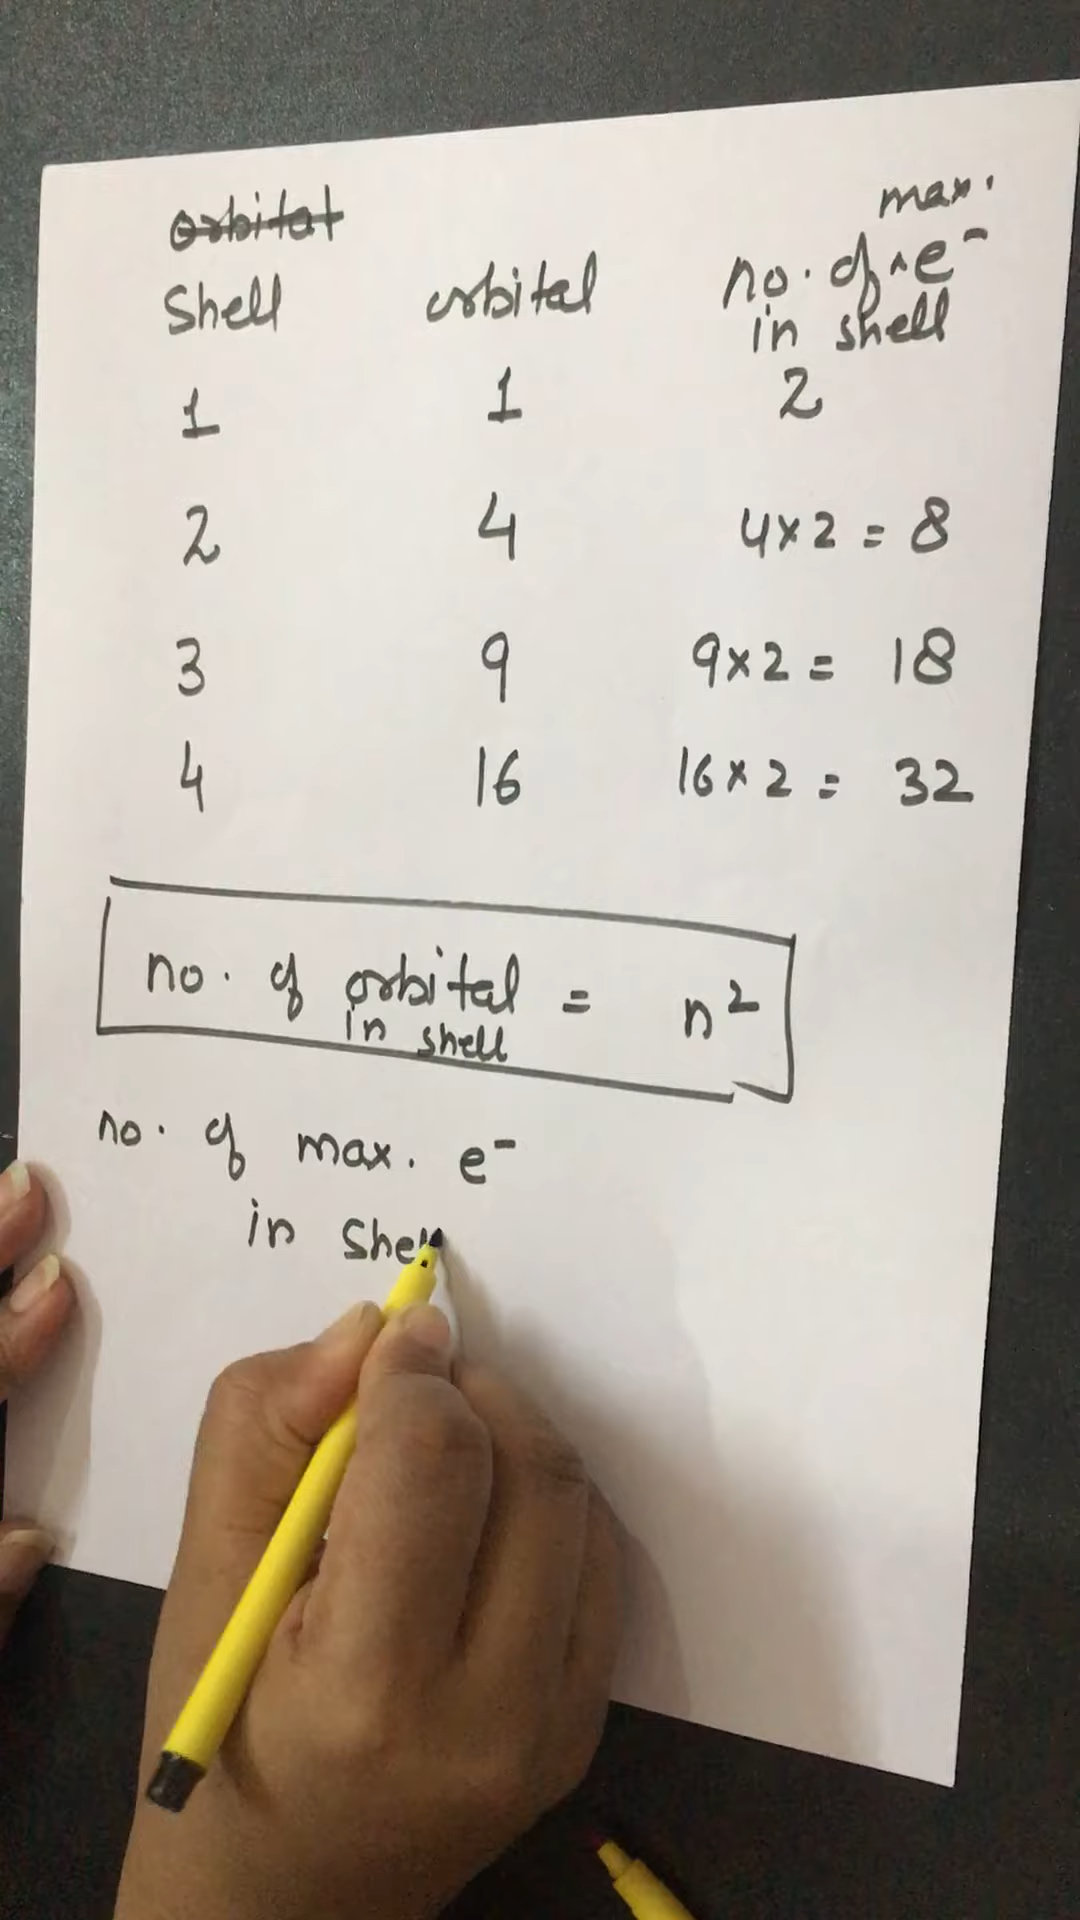 orbital
max.
Shell orbital no. of ^ e⁻
in shell
1 1 2
2 4 4×2 = 8
3 9 9×2 = 18
4 16 16×2 = 32
no. of orbital = n²
in shell
no. of max. e⁻
in Shell